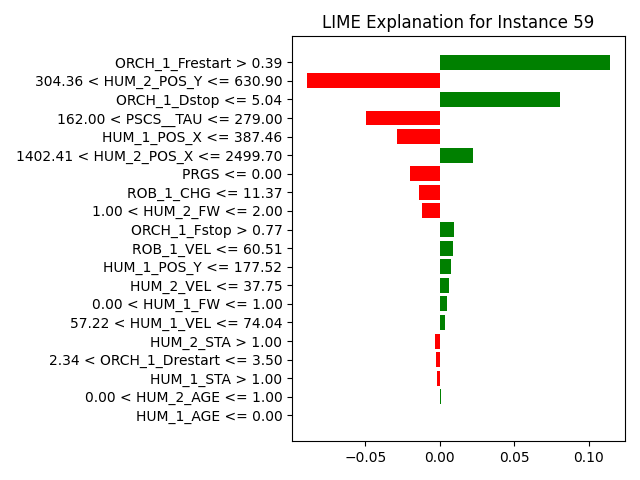 LIME Explanation for Instance 59
ORCH_1_Frestart > 0.39
304.36 < HUM_2_POS_Y <= 630.90
ORCH_1_Dstop <= 5.04
162.00 < PSCS__TAU <= 279.00
HUM_1_POS_X <= 387.46
1402.41 < HUM_2_POS_X <= 2499.70
PRGS <= 0.00
ROB_1_CHG <= 11.37
1.00 < HUM_2_FW <= 2.00
ORCH_1_Fstop > 0.77
ROB_1_VEL <= 60.51
HUM_1_POS_Y <= 177.52
HUM_2_VEL <= 37.75
0.00 < HUM_1_FW <= 1.00
57.22 < HUM_1_VEL <= 74.04
HUM_2_STA > 1.00
2.34 < ORCH_1_Drestart <= 3.50
HUM_1_STA > 1.00
0.00 < HUM_2_AGE <= 1.00
HUM_1_AGE <= 0.00
−0.05 0.00 0.05 0.10